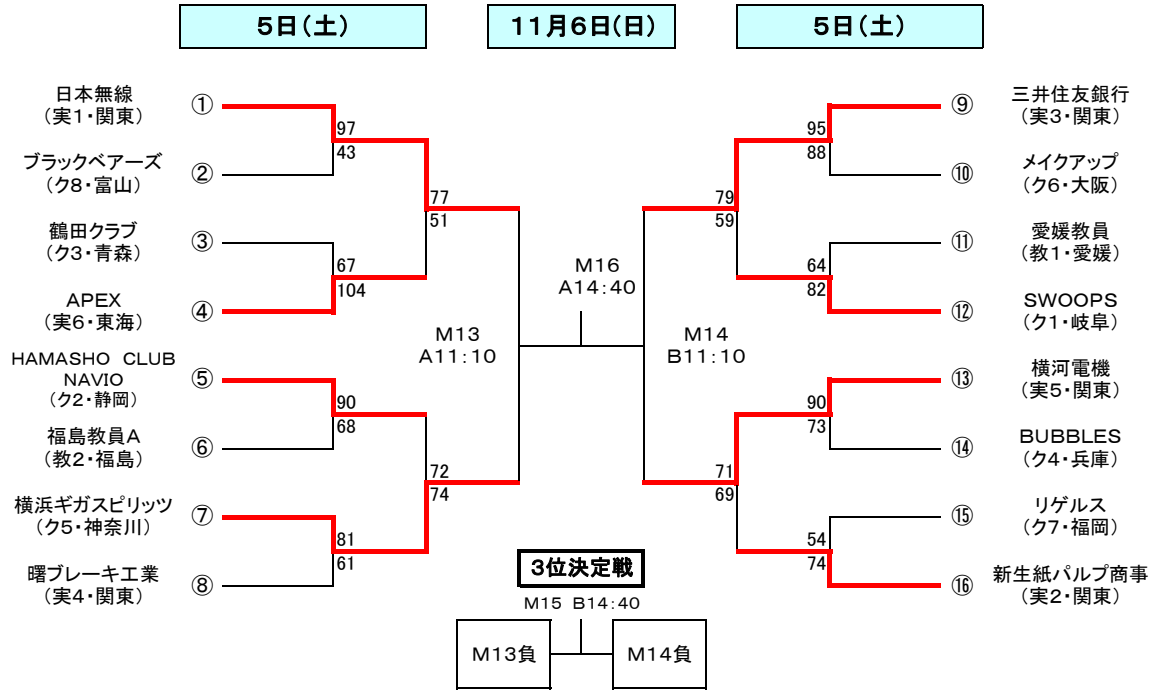 5日(土)
11月6日(日)
5日(土)
日本無線
(実1・関東)
①
97
43
ブラックベアーズ
(ク8・富山)
②
77
51
鶴田クラブ
(ク3・青森)
③
67
104
APEX
(実6・東海)
④
M13
A11:10
HAMASHO CLUB
NAVIO
(ク2・静岡)
⑤
90
68
福島教員A
(教2・福島)
⑥
72
74
横浜ギガスピリッツ
(ク5・神奈川)
⑦
81
61
曙ブレーキ工業
(実4・関東)
⑧
M16
A14:40
三井住友銀行
(実3・関東)
⑨
95
88
メイクアップ
(ク6・大阪)
⑩
79
59
愛媛教員
(教1・愛媛)
⑪
64
82
SWOOPS
(ク1・岐阜)
⑫
M14
B11:10
横河電機
(実5・関東)
⑬
90
73
BUBBLES
(ク4・兵庫)
⑭
71
69
リゲルス
(ク7・福岡)
⑮
54
74
新生紙パルプ商事
(実2・関東)
⑯
3位決定戦
M15 B14:40
M13負
M14負